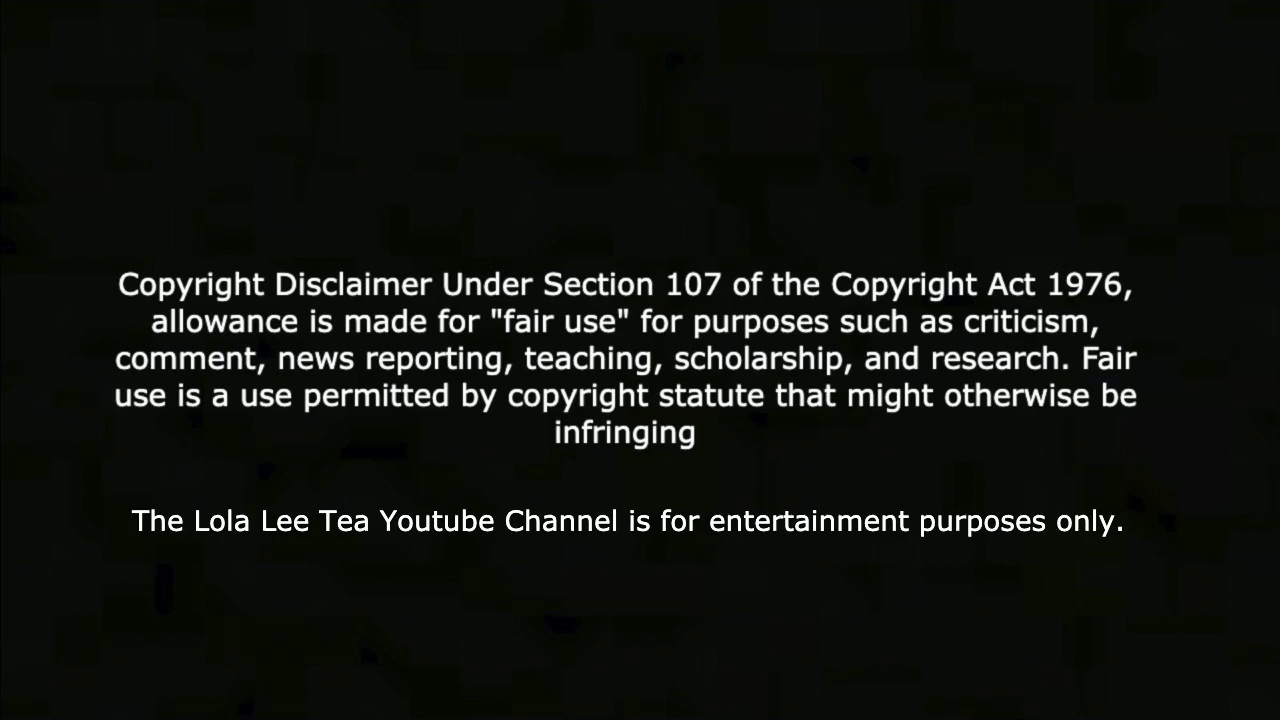 Copyright Disclaimer Under Section 107 of the Copyright Act 1976,
allowance is made for "fair use" for purposes such as criticism,
comment, news reporting, teaching, scholarship, and research. Fair
use is a use permitted by copyright statute that might otherwise be
infringing
The Lola Lee Tea Youtube Channel is for entertainment purposes only.